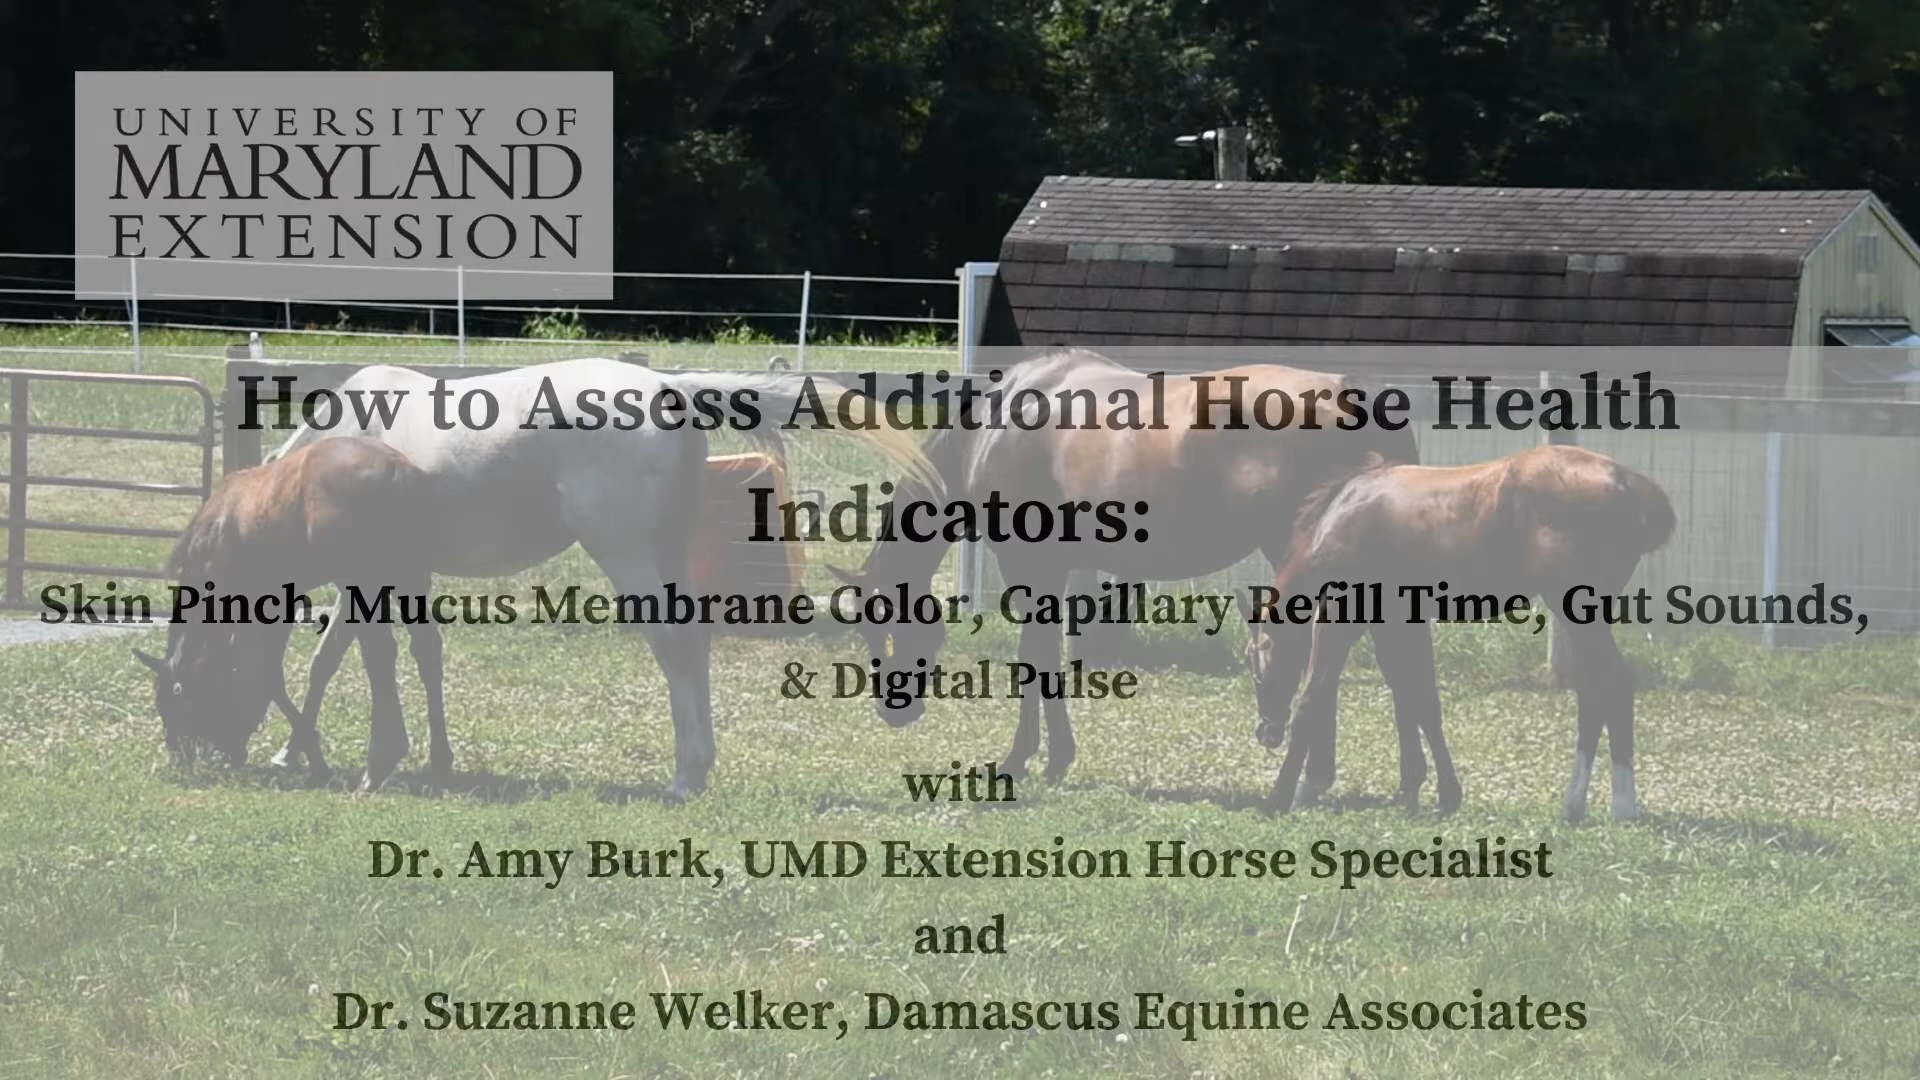 UNIVERSITY OF
MARYLAND
EXTENSION
How to Assess Additional Horse Health
Indicators:
Skin Pinch, Mucus Membrane Color, Capillary Refill Time, Gut Sounds,
& Digital Pulse
with
Dr. Amy Burk, UMD Extension Horse Specialist
and
Dr. Suzanne Welker, Damascus Equine Associates